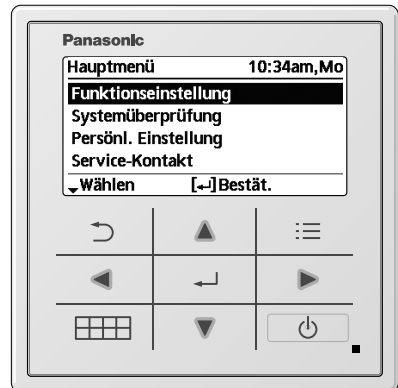 Panasonic
Hauptmenü 10:34am,Mo
Funktionseinstellung
Systemüberprüfung
Persönl. Einstellung
Service-Kontakt
Wählen [↵]Bestät.